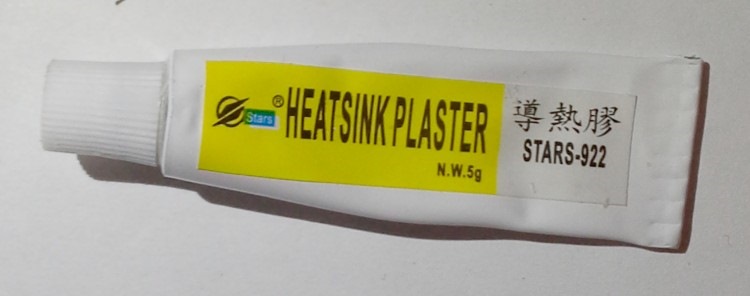 Stars ® HEATSINK PLASTER
N.W.5g
導熱膠
STARS-922